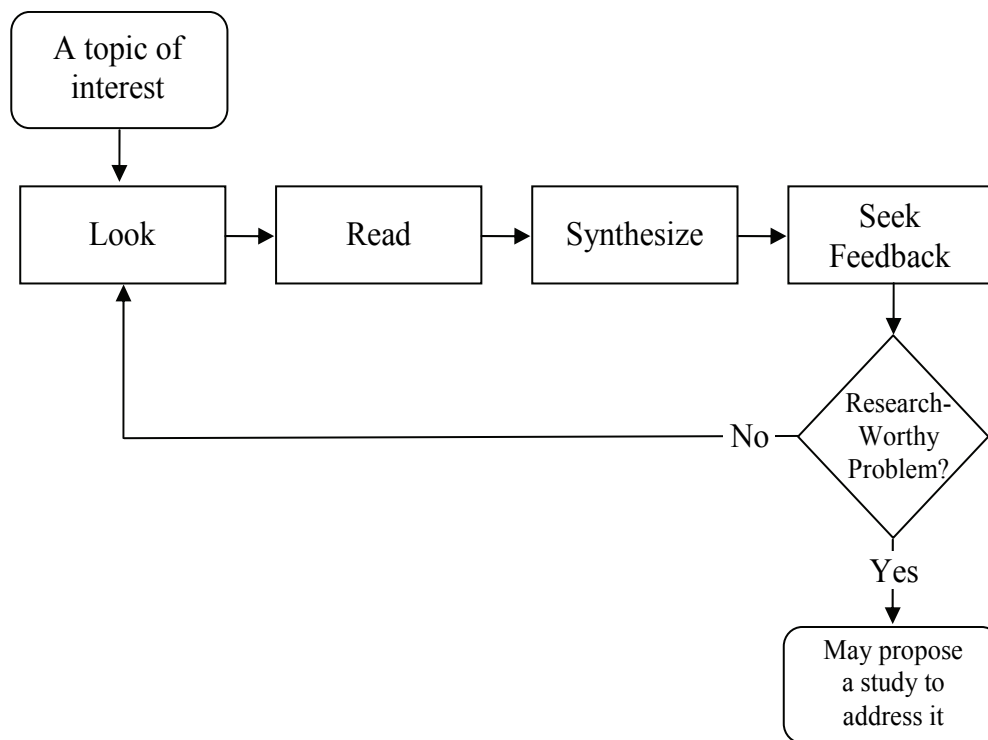 A topic of
interest
Look
Read
Synthesize
Seek
Feedback
Research-
Worthy
Problem?
No
Yes
May propose
a study to
address it